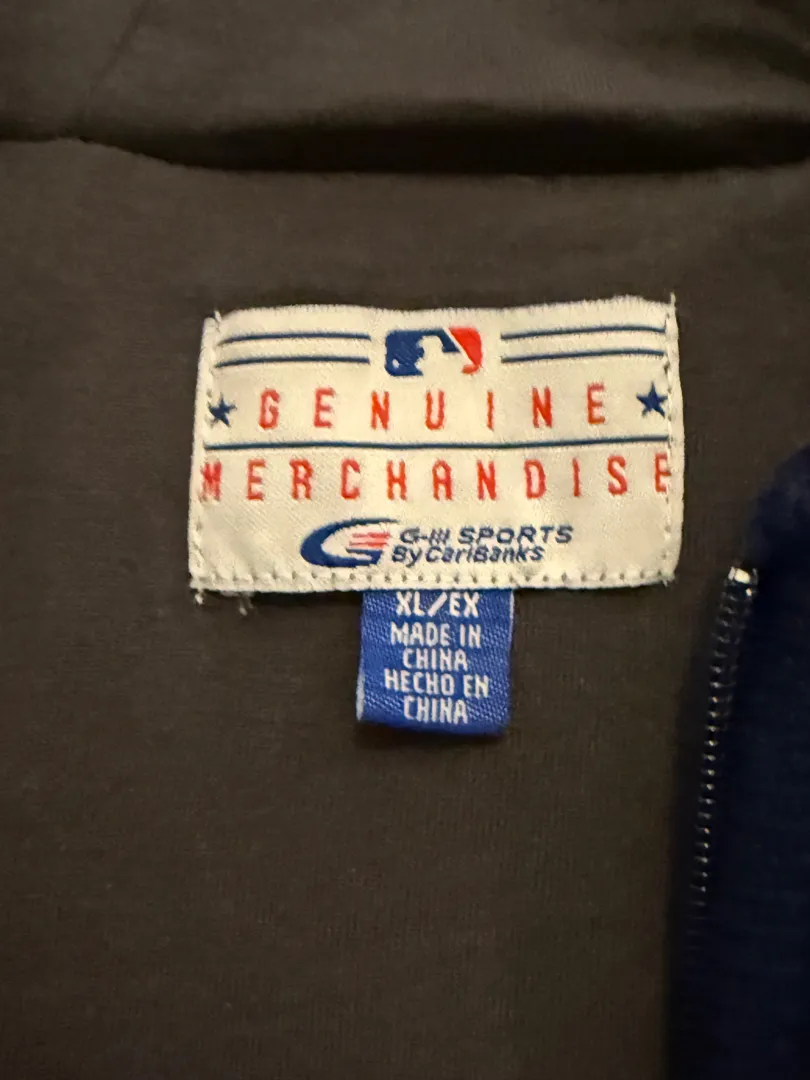 GENUINE
MERCHANDISE
G-III SPORTS
By CarlBanks
XL/EX
MADE IN
CHINA
HECHO EN
CHINA